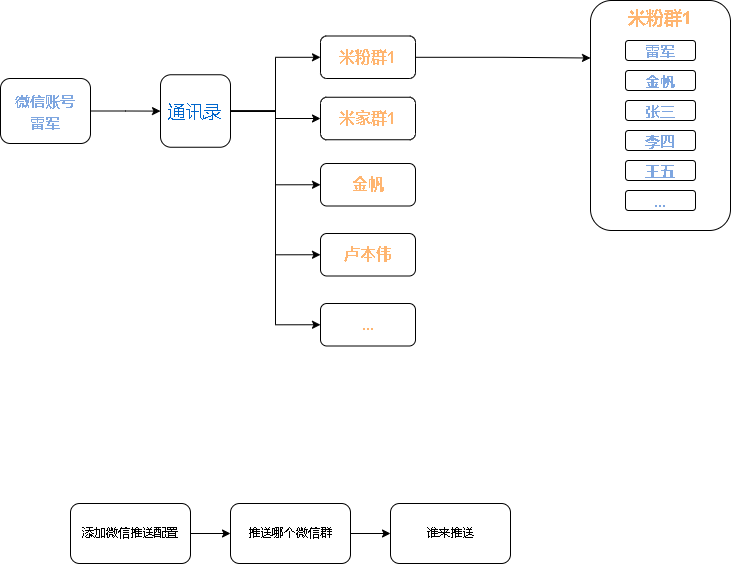 微信账号
雷军
通讯录
米粉群1
米家群1
金帆
卢本伟
...
米粉群1
雷军
金帆
张三
李四
王五
...
添加微信推送配置
推送哪个微信群
谁来推送